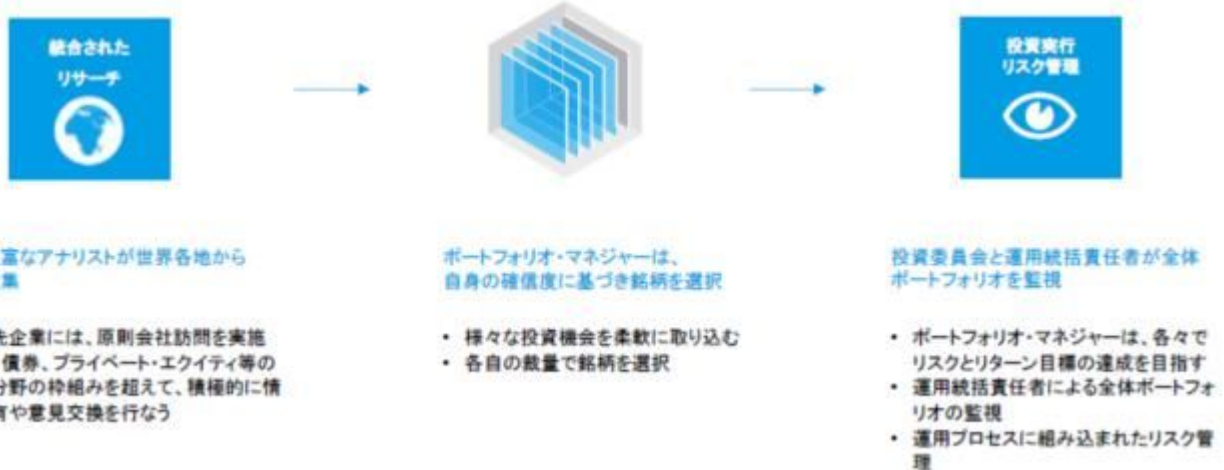 統合された
リサーチ
投資実行
リスク管理
富なアナリストが世界各地から
集
ポートフォリオ・マネジャーは、
自身の確信度に基づき銘柄を選択
投資委員会と運用統括責任者が全体
ポートフォリオを監視
先企業には、原則会社訪問を実施
債券、プライベート・エクイティ等の
分野の枠組みを超えて、積極的に情
有や意見交換を行なう
• 様々な投資機会を柔軟に取り込む
• 各自の裁量で銘柄を選択
• ポートフォリオ・マネジャーは、各々で
リスクとリターン目標の達成を目指す
• 運用統括責任者による全体ポートフォ
リオの監視
• 運用プロセスに組み込まれたリスク管
理